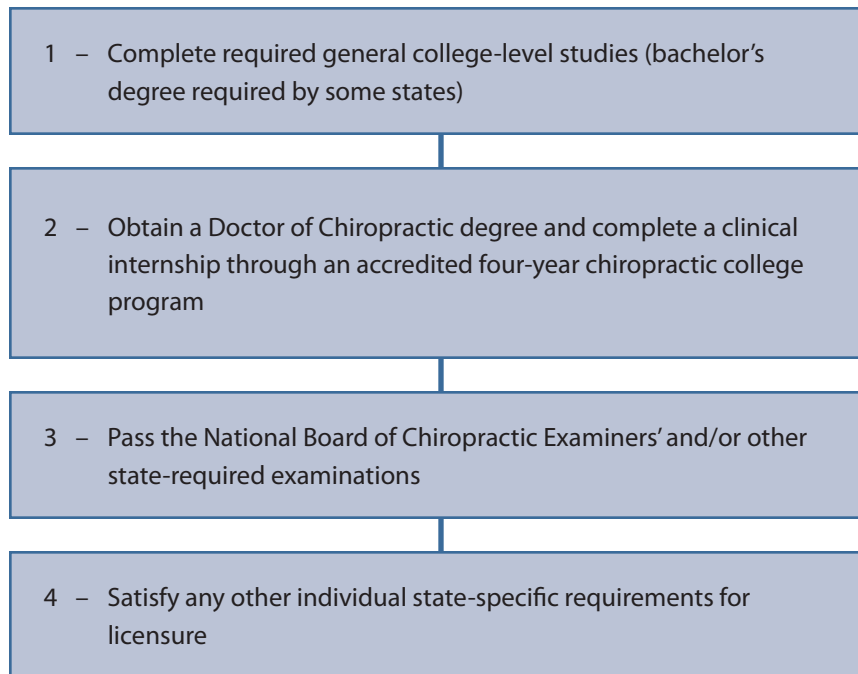 1 – Complete required general college-level studies (bachelor’s
degree required by some states)
2 – Obtain a Doctor of Chiropractic degree and complete a clinical
internship through an accredited four-year chiropractic college
program
3 – Pass the National Board of Chiropractic Examiners’ and/or other
state-required examinations
4 – Satisfy any other individual state-specific requirements for
licensure